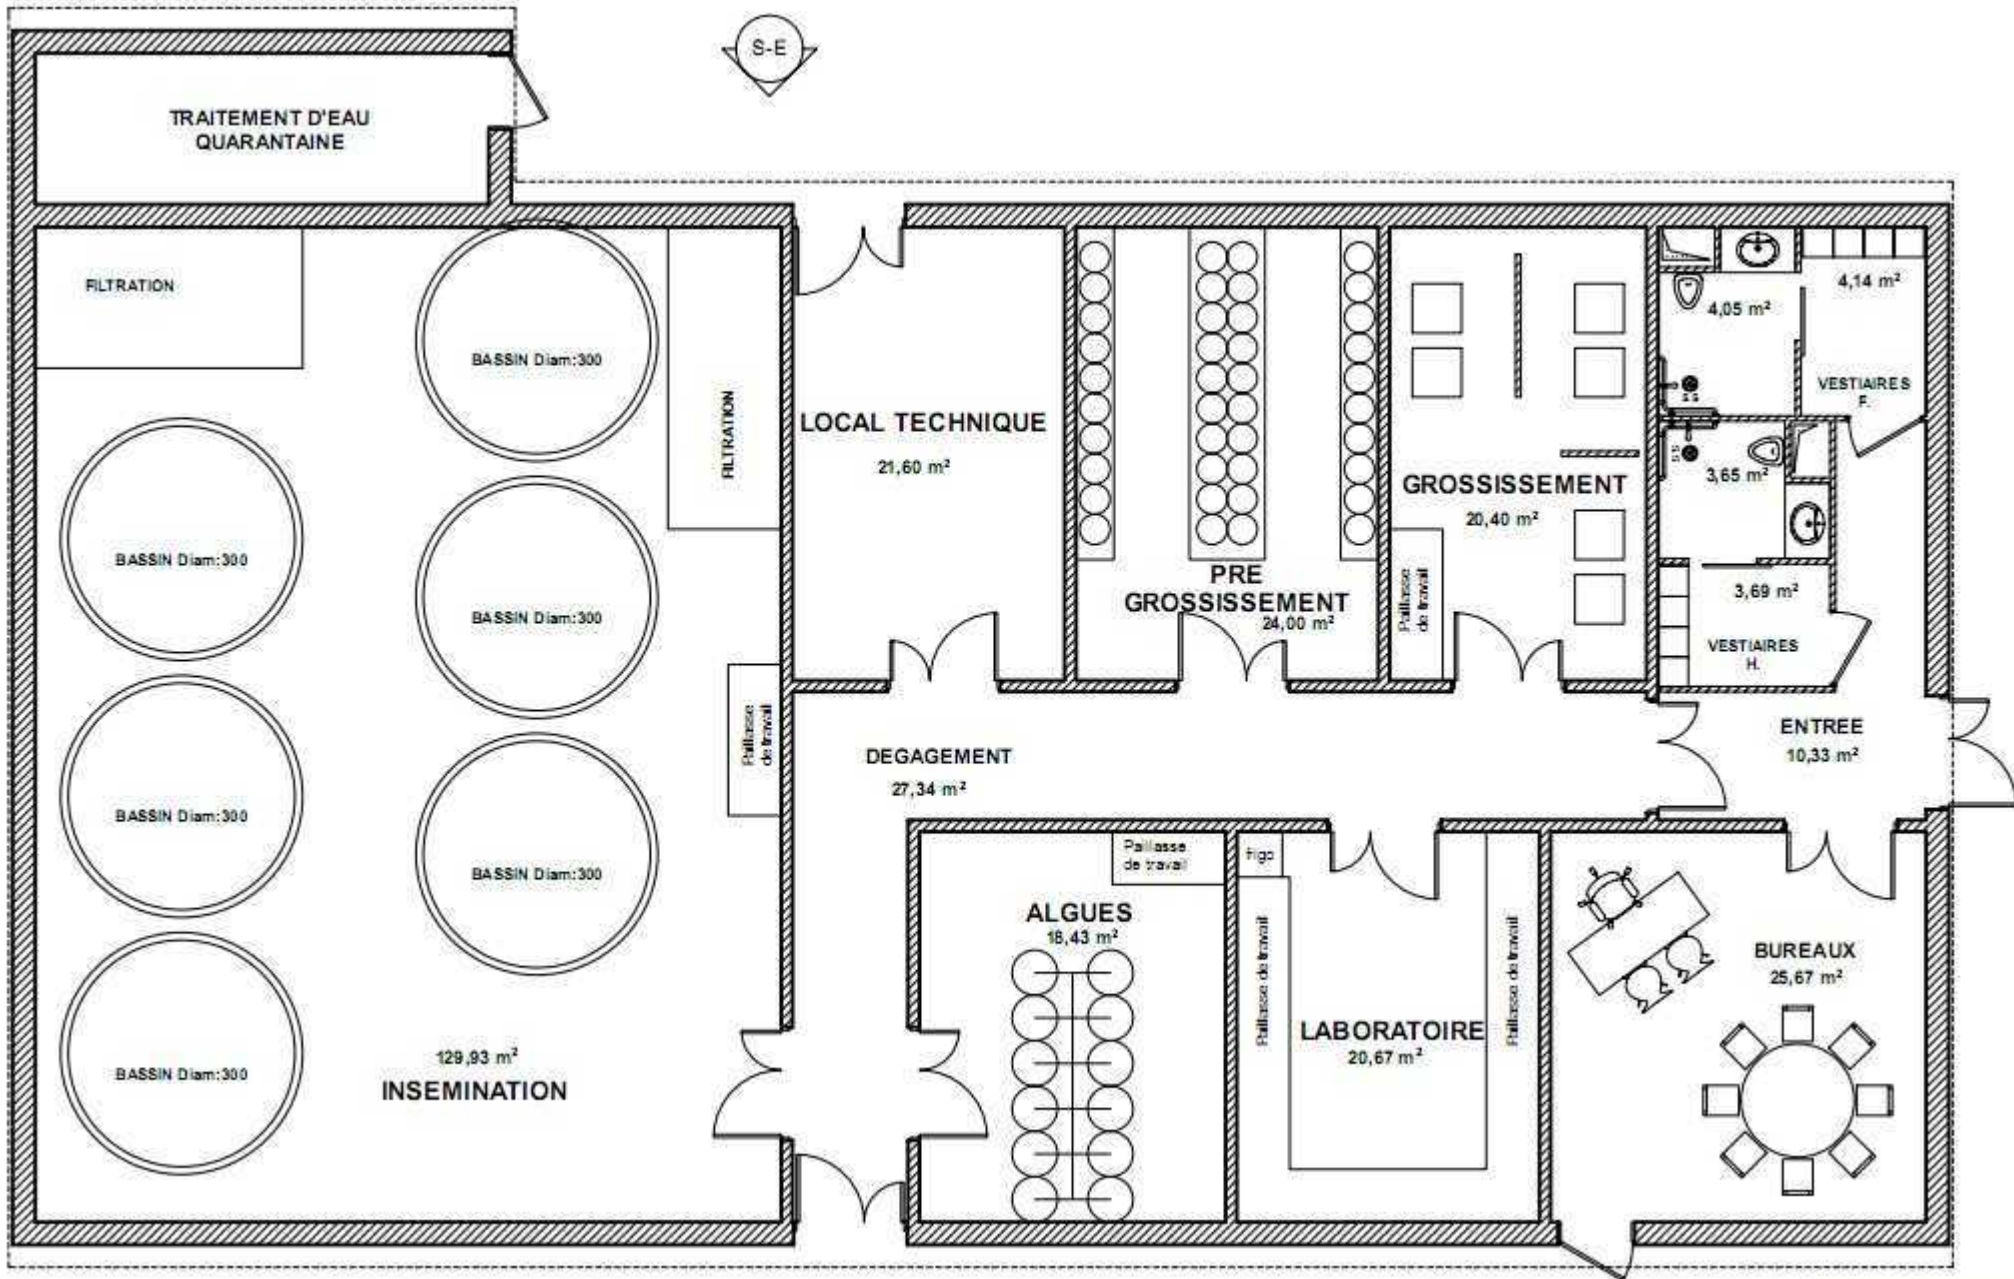 S-E
TRAITEMENT D'EAU
QUARANTAINE
FILTRATION
BASSIN Diam:300
FILTRATION
BASSIN Diam:300
BASSIN Diam:300
BASSIN Diam:300
BASSIN Diam:300
BASSIN Diam:300
Paillasse
de travail
129,93 m²
INSEMINATION
LOCAL TECHNIQUE
21,60 m²
PRE
GROSSISSEMENT
24,00 m²
GROSSISSEMENT
20,40 m²
Paillasse
de travail
4,05 m²
4,14 m²
VESTIAIRES
F.
3,65 m²
3,69 m²
VESTIAIRES
H.
DEGAGEMENT
27,34 m²
ENTREE
10,33 m²
Paillasse
de travail
ALGUES
18,43 m²
frigo
Paillasse de travail
Paillasse de travail
LABORATOIRE
20,67 m²
BUREAUX
25,67 m²
BASSIN Diam:300